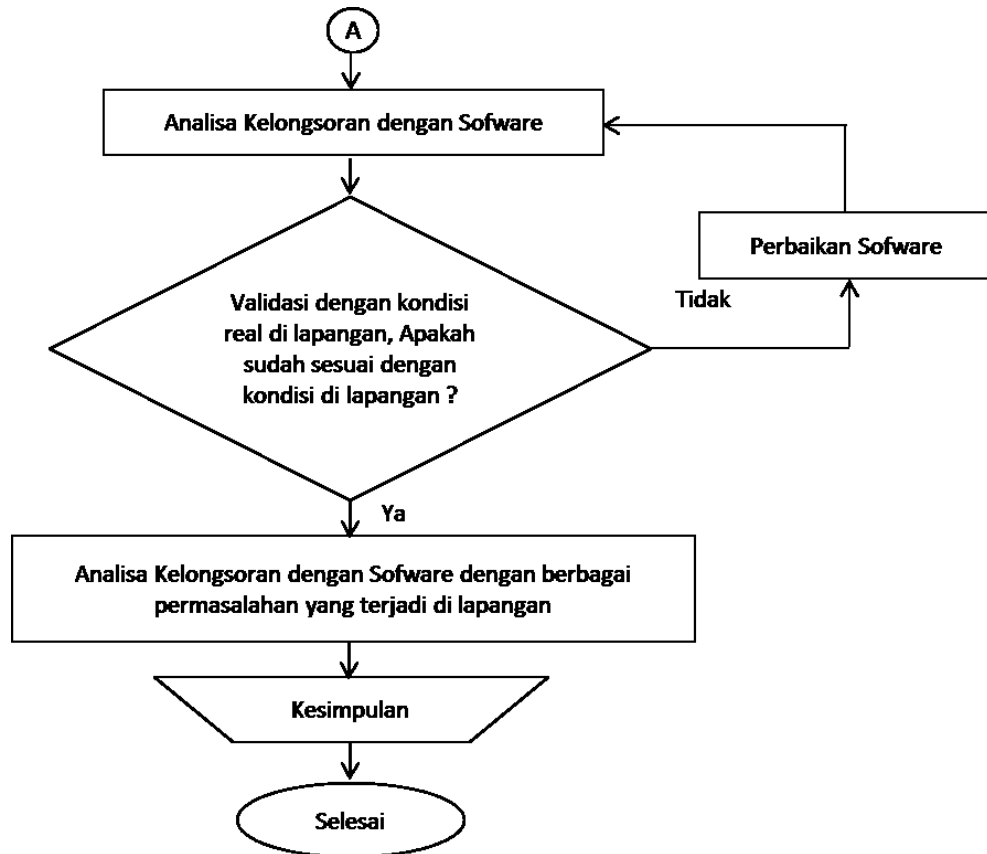 A
Analisa Kelongsoran dengan Sofware
Perbaikan Sofware
Tidak
Validasi dengan kondisi
real di lapangan, Apakah
sudah sesuai dengan
kondisi di lapangan ?
Ya
Analisa Kelongsoran dengan Sofware dengan berbagai
permasalahan yang terjadi di lapangan
Kesimpulan
Selesai